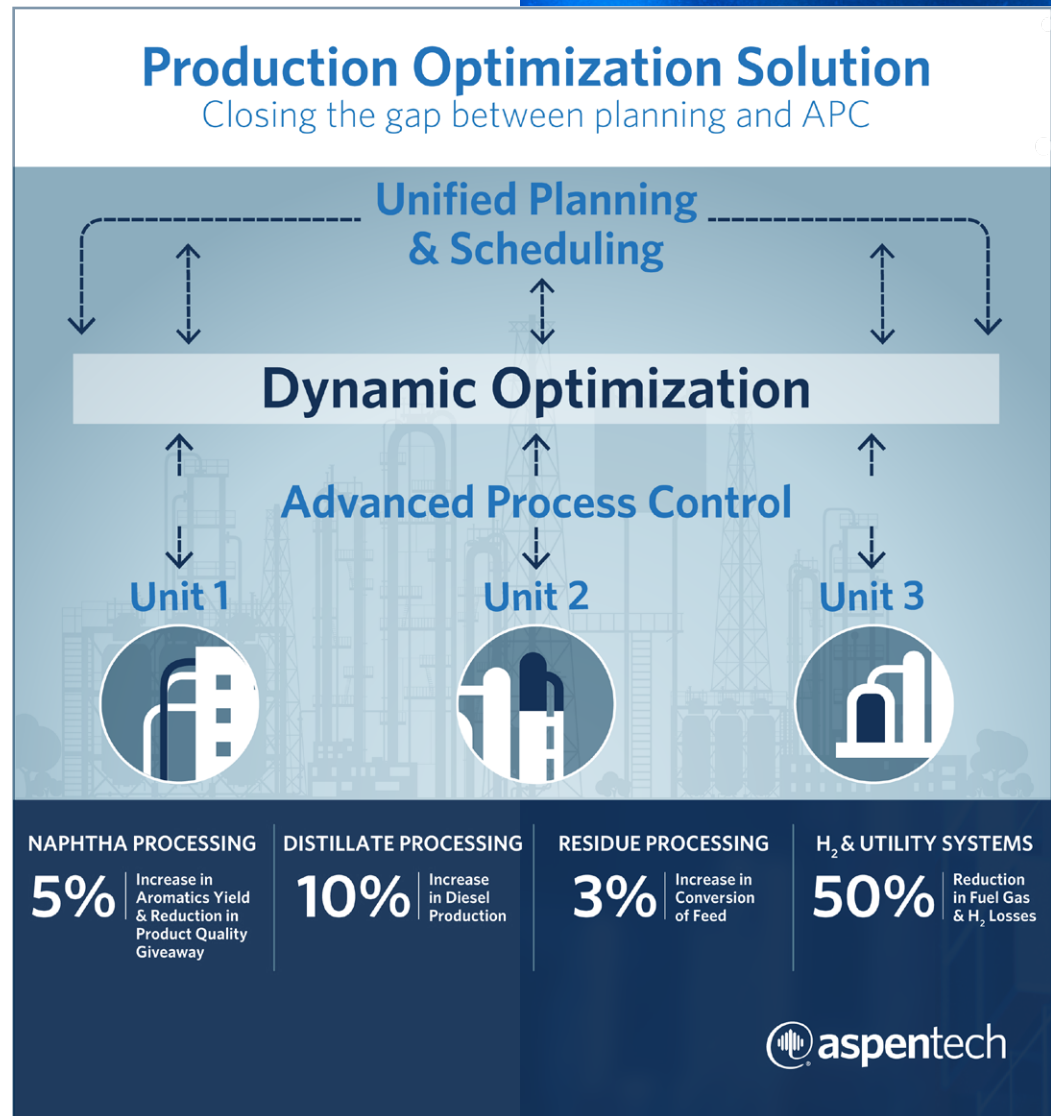 Production Optimization Solution
Closing the gap between planning and APC
Unified Planning
& Scheduling
Dynamic Optimization
Advanced Process Control
Unit 1
Unit 2
Unit 3
NAPHTHA PROCESSING
5%
Increase in
Aromatics Yield
& Reduction in
Product Quality
Giveaway
DISTILLATE PROCESSING
10%
Increase
in Diesel
Production
RESIDUE PROCESSING
3%
Increase in
Conversion
of Feed
H₂ & UTILITY SYSTEMS
50%
Reduction
in Fuel Gas
& H₂ Losses
aspentech